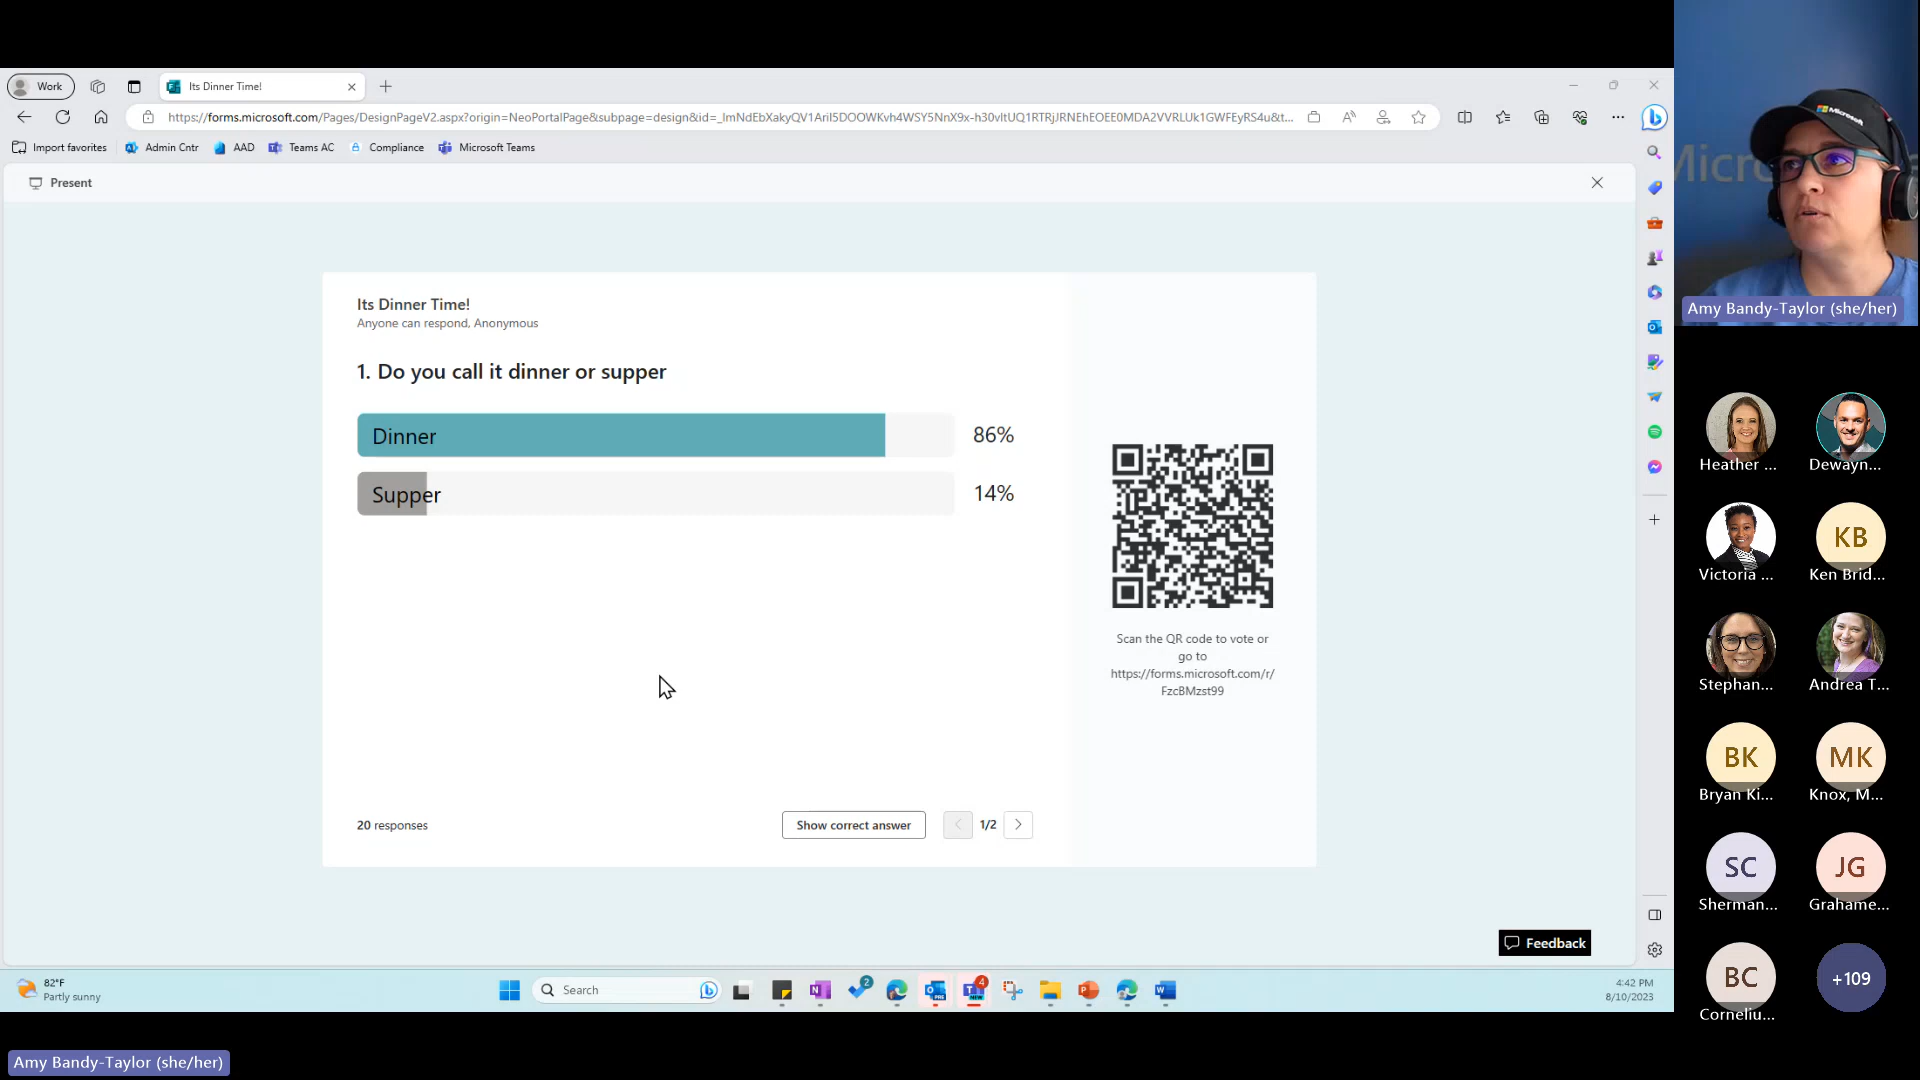 Work
Its Dinner Time!
https://forms.microsoft.com/Pages/DesignPageV2.aspx?origin=NeoPortalPage&subpage=design&id=
Import favorites
Admin Cntr
AAD
Teams AC
Compliance
Microsoft Teams
Present
Its Dinner Time!
Anyone can respond, Anonymous
1. Do you call it dinner or supper
Dinner
86%
Supper
14%
Scan the QR code to vote or
go to
https://forms.microsoft.com/r/
FzcBMzst99
20 responses
Show correct answer
1/2
Feedback
82°F
Partly sunny
Search
2
4
4:42 PM
8/10/2023
Microsoft
Amy Bandy-Taylor (she/her)
Heather ...
Dewayn...
Victoria ...
KB
Ken Brid...
Stephan...
Andrea T...
BK
Bryan Ki...
MK
Knox, M...
SC
Sherman...
JG
Grahame...
BC
Corneliu...
+109
Amy Bandy-Taylor (she/her)